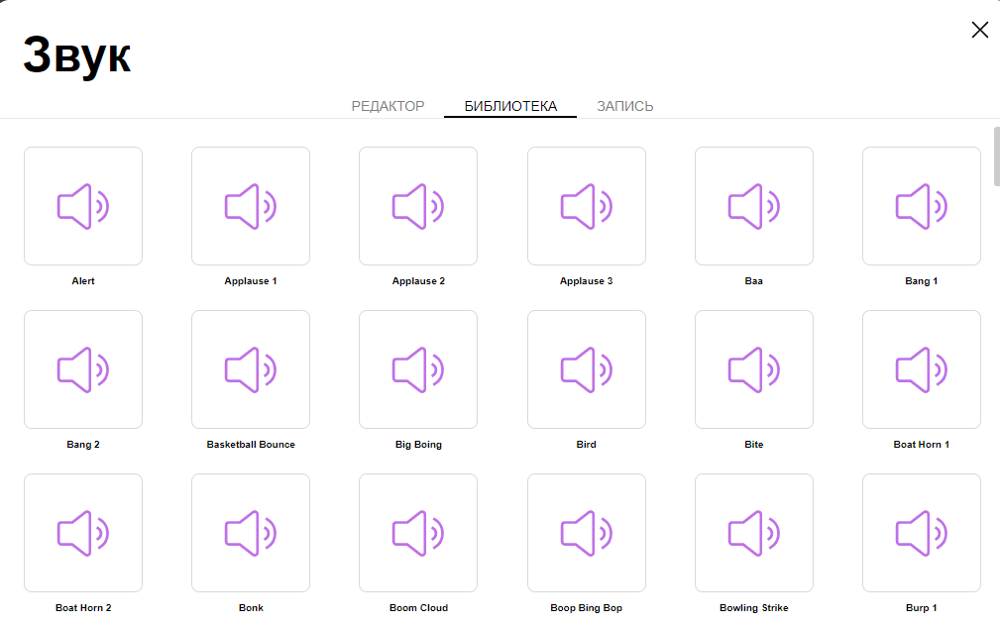 Звук
РЕДАКТОР БИБЛИОТЕКА ЗАПИСЬ
Alert Applause 1 Applause 2 Applause 3 Baa Bang 1
Bang 2 Basketball Bounce Big Boing Bird Bite Boat Horn 1
Boat Horn 2 Bonk Boom Cloud Boop Bing Bop Bowling Strike Burp 1